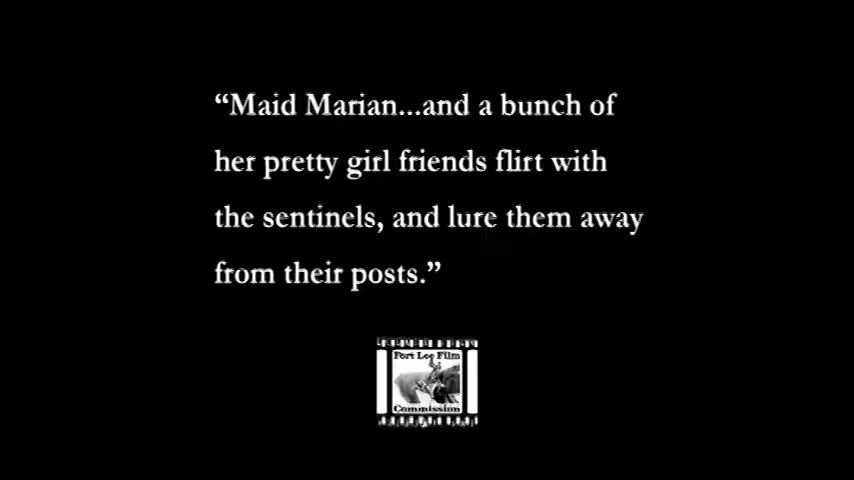 “Maid Marian...and a bunch of
her pretty girl friends flirt with
the sentinels, and lure them away
from their posts.”
Fort Lee Film
Commission